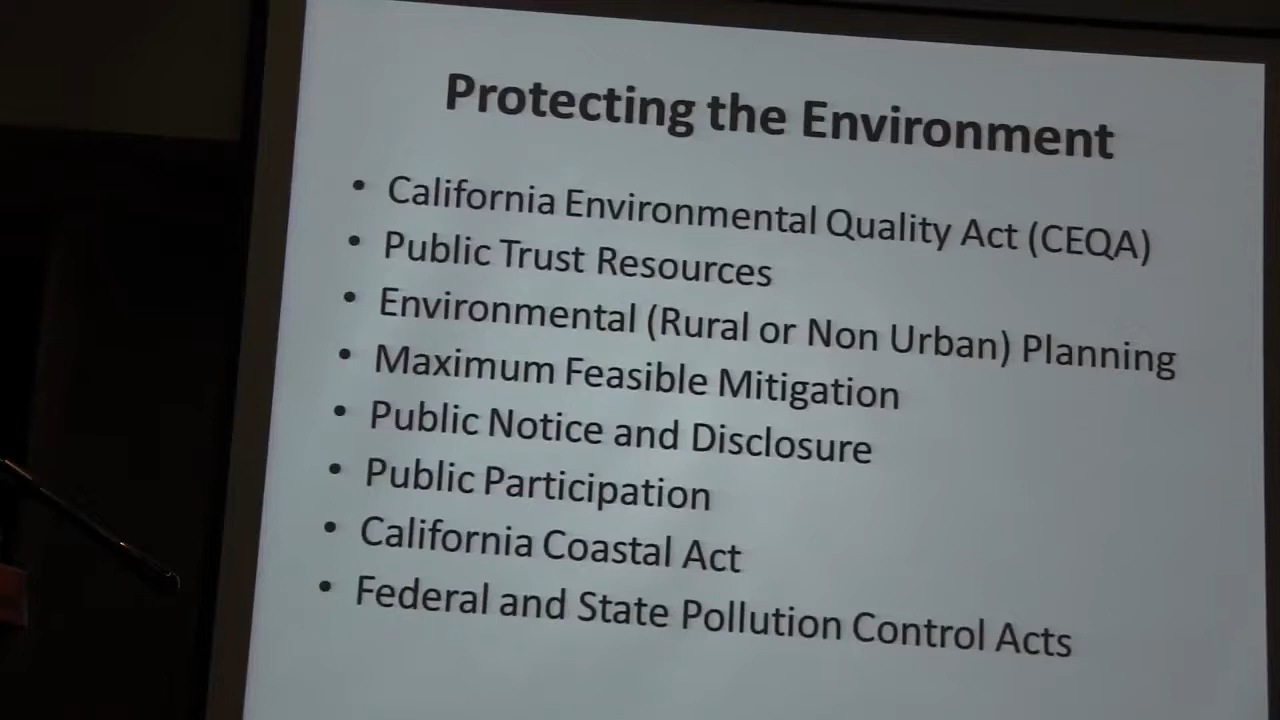 Protecting the Environment
• California Environmental Quality Act (CEQA)
• Public Trust Resources
• Environmental (Rural or Non Urban) Planning
• Maximum Feasible Mitigation
• Public Notice and Disclosure
• Public Participation
• California Coastal Act
• Federal and State Pollution Control Acts